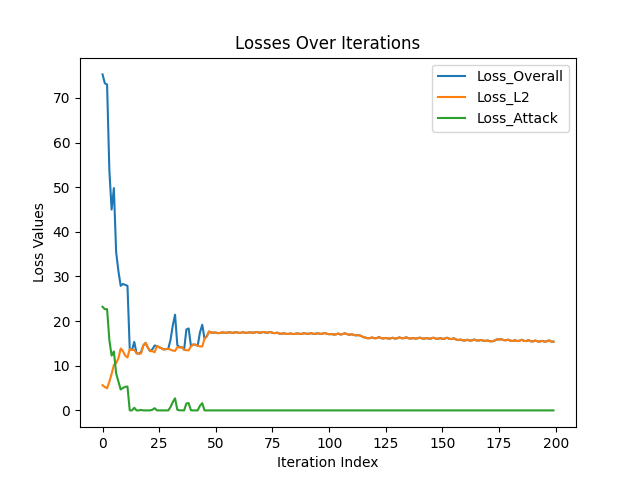 Losses Over Iterations
Loss_Overall
Loss_L2
Loss_Attack
Loss Values
70
60
50
40
30
20
10
0
0 25 50 75 100 125 150 175 200
Iteration Index